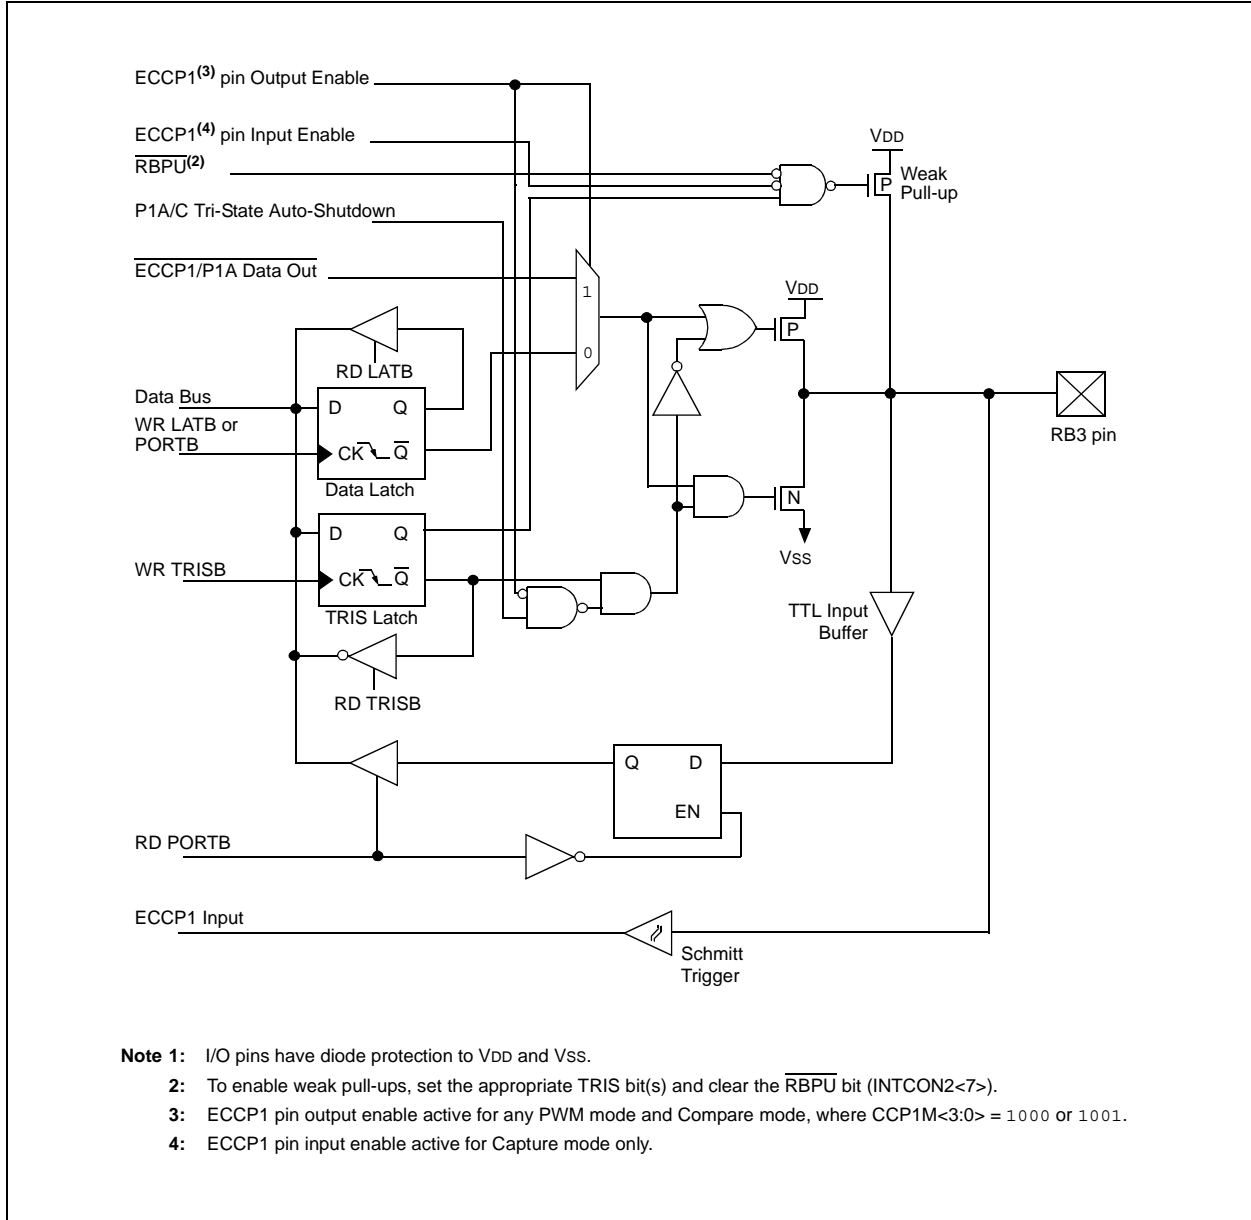 ECCP1(3) pin Output Enable
ECCP1(4) pin Input Enable
RBPU(2)
P1A/C Tri-State Auto-Shutdown
ECCP1/P1A Data Out
VDD
P
Weak
Pull-up
1
0
VDD
P
RD LATB
Data Bus
WR LATB or
PORTB
D Q
CK Q
Data Latch
RB3 pin
N
VSS
D Q
CK Q
WR TRISB
TRIS Latch
TTL Input
Buffer
RD TRISB
Q D
EN
RD PORTB
ECCP1 Input
Schmitt
Trigger
Note 1: I/O pins have diode protection to VDD and VSS.
2: To enable weak pull-ups, set the appropriate TRIS bit(s) and clear the RBPU bit (INTCON2<7>).
3: ECCP1 pin output enable active for any PWM mode and Compare mode, where CCP1M<3:0> = 1000 or 1001.
4: ECCP1 pin input enable active for Capture mode only.